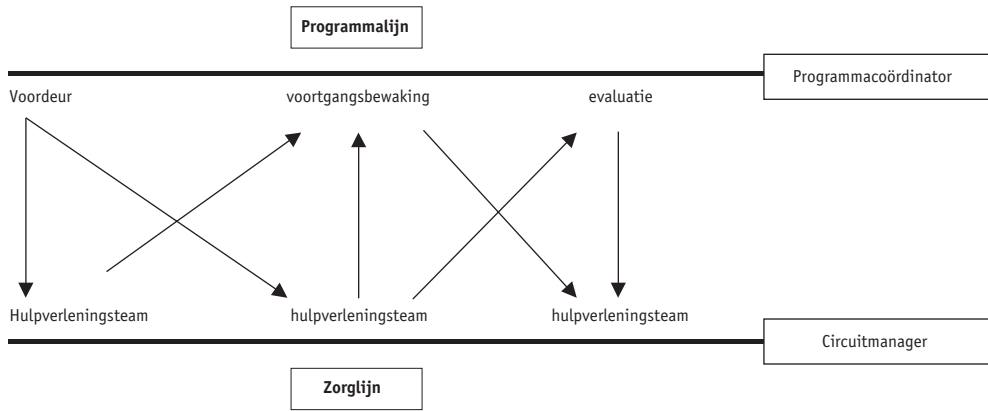 Programmalijn
Programmacoördinator
Voordeur voortgangsbewaking evaluatie
Hulpverleningsteam hulpverleningsteam hulpverleningsteam
Circuitmanager
Zorglijn